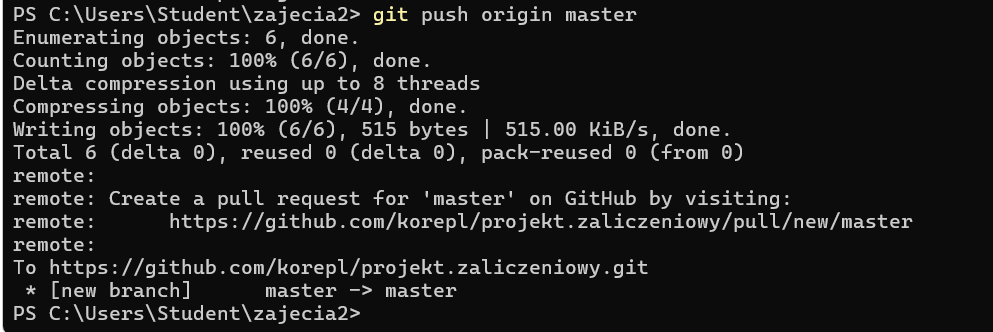 PS C:\Users\Student\zajecia2> git push origin master
Enumerating objects: 6, done.
Counting objects: 100% (6/6), done.
Delta compression using up to 8 threads
Compressing objects: 100% (4/4), done.
Writing objects: 100% (6/6), 515 bytes | 515.00 KiB/s, done.
Total 6 (delta 0), reused 0 (delta 0), pack-reused 0 (from 0)
remote:
remote: Create a pull request for 'master' on GitHub by visiting:
remote:      https://github.com/korepl/projekt.zaliczeniowy/pull/new/master
remote:
To https://github.com/korepl/projekt.zaliczeniowy.git
 * [new branch]      master -> master
PS C:\Users\Student\zajecia2>